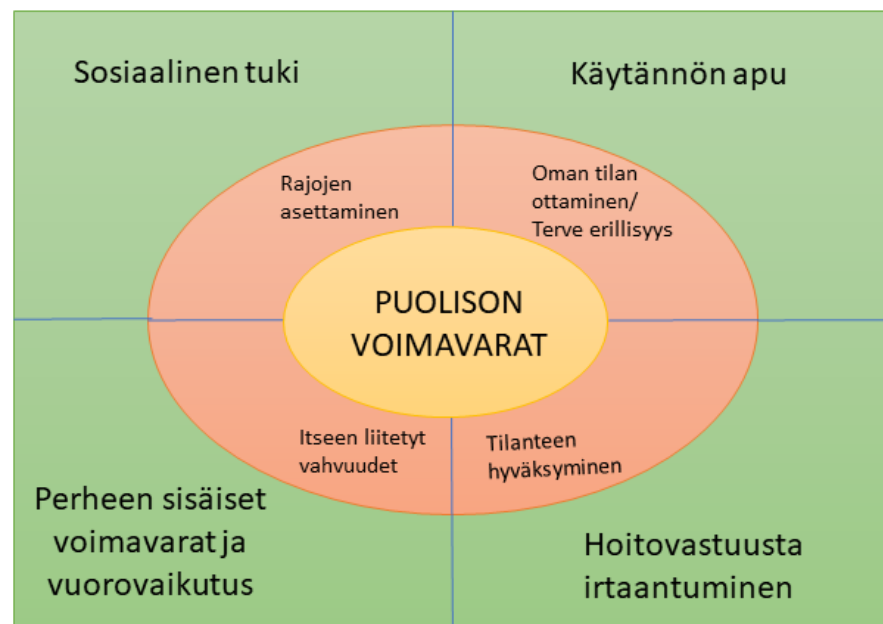 Sosiaalinen tuki
Käytännön apu
Rajojen
asettaminen
Oman tilan
ottaminen/
Terve erillisyys
PUOLISON
VOIMAVARAT
Itseen liitetyt
vahvuudet
Tilanteen
hyväksyminen
Perheen sisäiset
voimavarat ja
vuorovaikutus
Hoitovastuusta
irtaantuminen